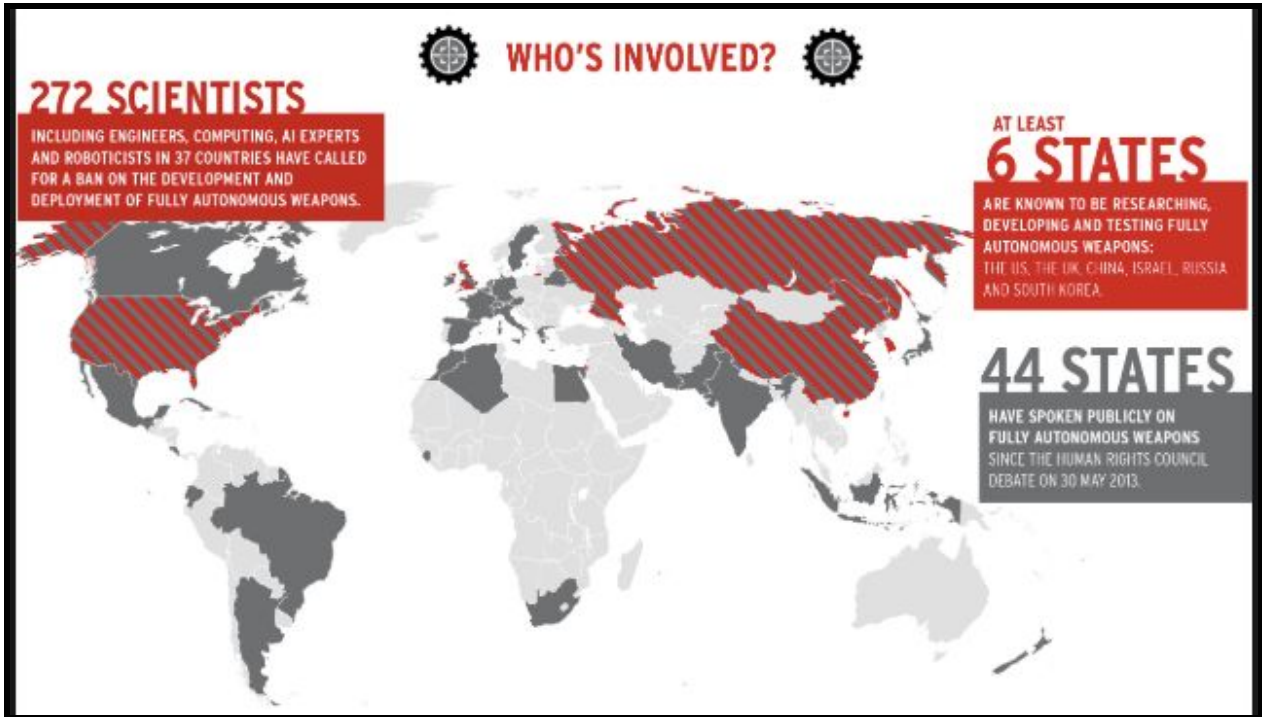 WHO'S INVOLVED?
272 SCIENTISTS
INCLUDING ENGINEERS, COMPUTING, AI EXPERTS
AND ROBOTICISTS IN 37 COUNTRIES HAVE CALLED
FOR A BAN ON THE DEVELOPMENT AND
DEPLOYMENT OF FULLY AUTONOMOUS WEAPONS.
AT LEAST
6 STATES
ARE KNOWN TO BE RESEARCHING,
DEVELOPING AND TESTING FULLY
AUTONOMOUS WEAPONS:
THE US, THE UK, CHINA, ISRAEL, RUSSIA
AND SOUTH KOREA.
44 STATES
HAVE SPOKEN PUBLICLY ON
FULLY AUTONOMOUS WEAPONS
SINCE THE HUMAN RIGHTS COUNCIL
DEBATE ON 30 MAY 2013.